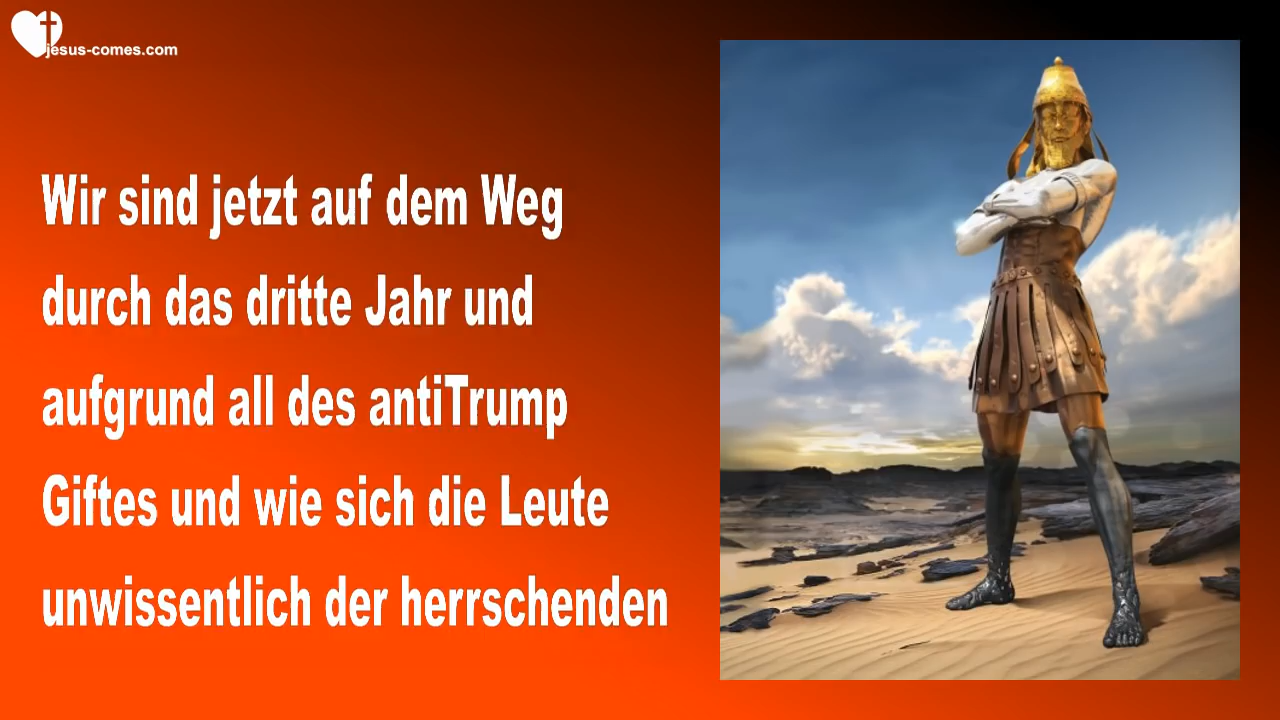 jesus-comes.com
Wir sind jetzt auf dem Weg
durch das dritte Jahr und
aufgrund all des antiTrump
Giftes und wie sich die Leute
unwissentlich der herrschenden